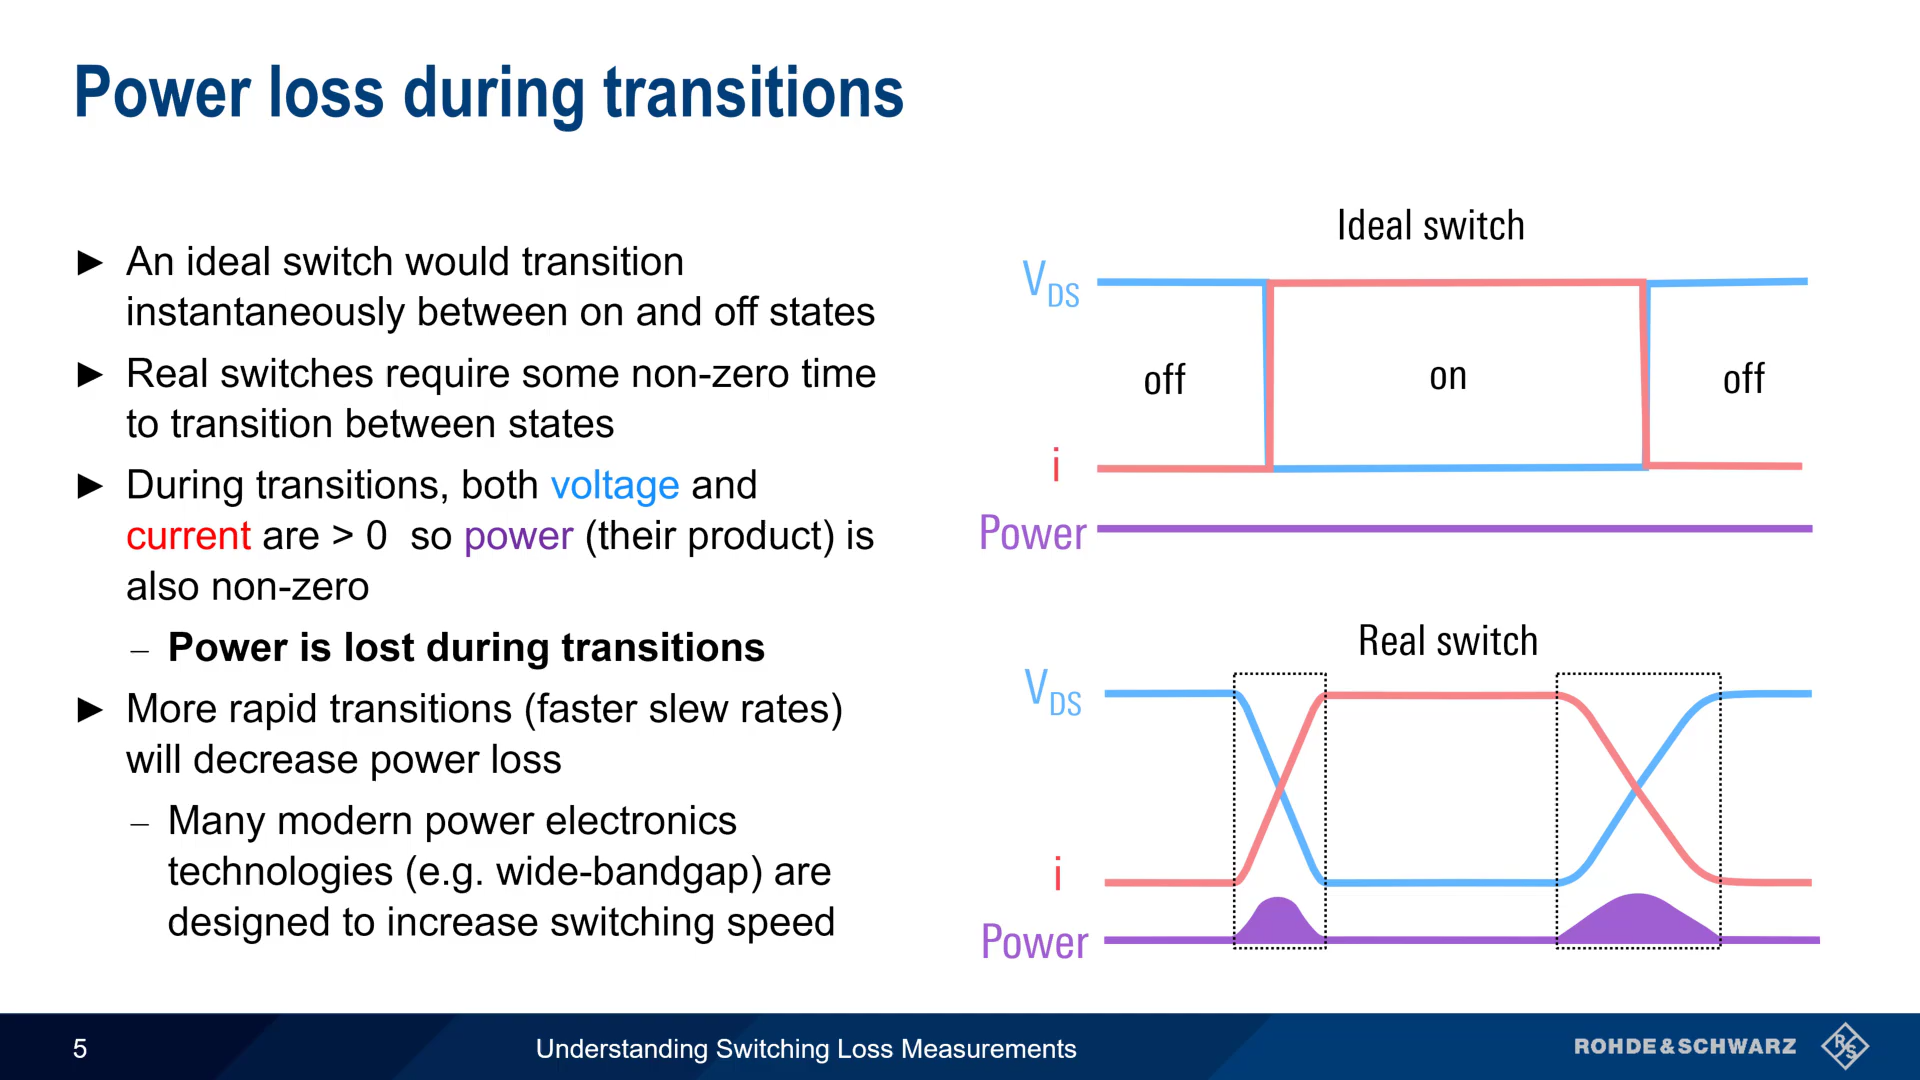 Power loss during transitions
► An ideal switch would transition
instantaneously between on and off states
► Real switches require some non-zero time
to transition between states
► During transitions, both voltage and
current are > 0 so power (their product) is
also non-zero
– Power is lost during transitions
► More rapid transitions (faster slew rates)
will decrease power loss
– Many modern power electronics
technologies (e.g. wide-bandgap) are
designed to increase switching speed
Ideal switch
VDS
off on off
i
Power
Real switch
VDS
i
Power
5 Understanding Switching Loss Measurements ROHDE&SCHWARZ R&S